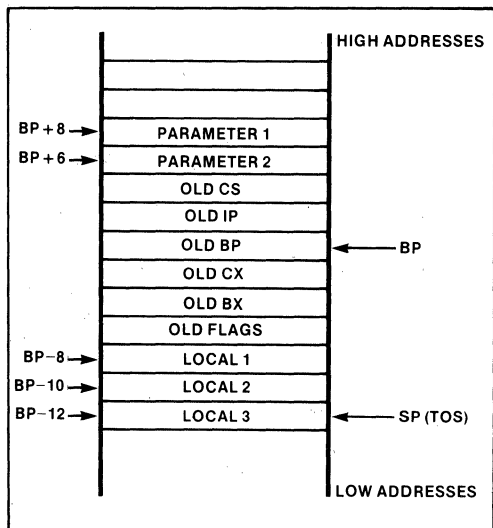 HIGH ADDRESSES
BP+8 PARAMETER 1
BP+6 PARAMETER 2
OLD CS
OLD IP
OLD BP BP
OLD CX
OLD BX
OLD FLAGS
BP-8 LOCAL 1
BP-10 LOCAL 2
BP-12 LOCAL 3 SP (TOS)
LOW ADDRESSES